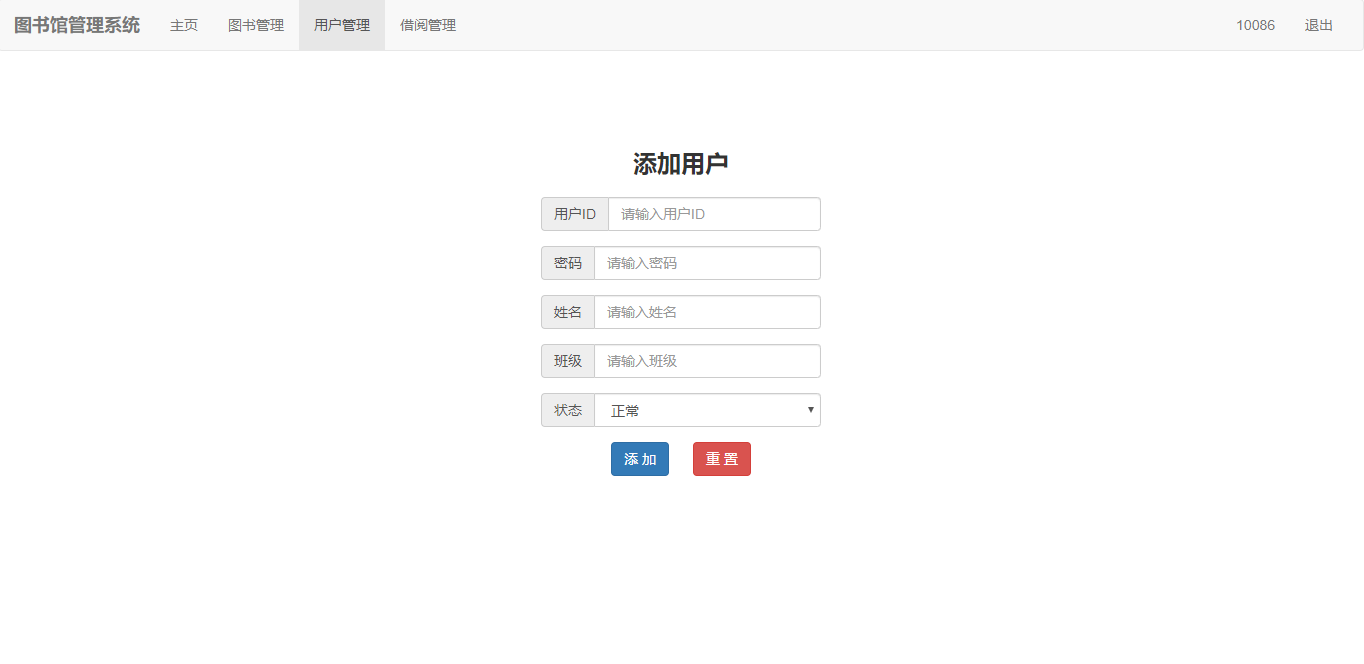 图书馆管理系统 主页 图书管理 用户管理 借阅管理 10086 退出
添加用户
用户ID 请输入用户ID
密码 请输入密码
姓名 请输入姓名
班级 请输入班级
状态 正常
添 加 重 置